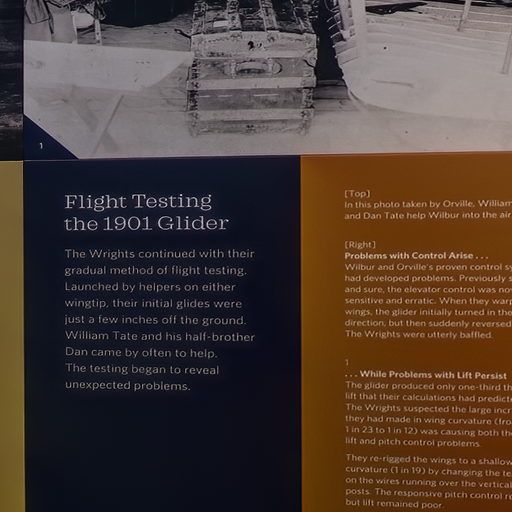 1
Flight Testing
the 1901 Glider
The Wrights continued with their
gradual method of flight testing.
Launched by helpers on either
wingtip, their initial glides were
just a few inches off the ground.
William Tate and his half-brother
Dan came by often to help.
The testing began to reveal
unexpected problems.
[Top]
In this photo taken by Orville, William
and Dan Tate help Wilbur into the air
[Right]
Problems with Control Arise . . .
Wilbur and Orville's proven control sy
had developed problems. Previously s
and sure, the elevator control was no
sensitive and erratic. When they warp
wings, the glider initially turned in the
direction, but then suddenly reversed
The Wrights were utterly baffled.
1
. . . While Problems with Lift Persist
The glider produced only one-third th
lift that their calculations had predicte
The Wrights suspected the large incr
they had made in wing curvature (fro
1 in 23 to 1 in 12) was causing both the
lift and pitch control problems.
They re-rigged the wings to a shallow
curvature (1 in 19) by changing the te
on the wires running over the vertical
posts. The responsive pitch control re
but lift remained poor.